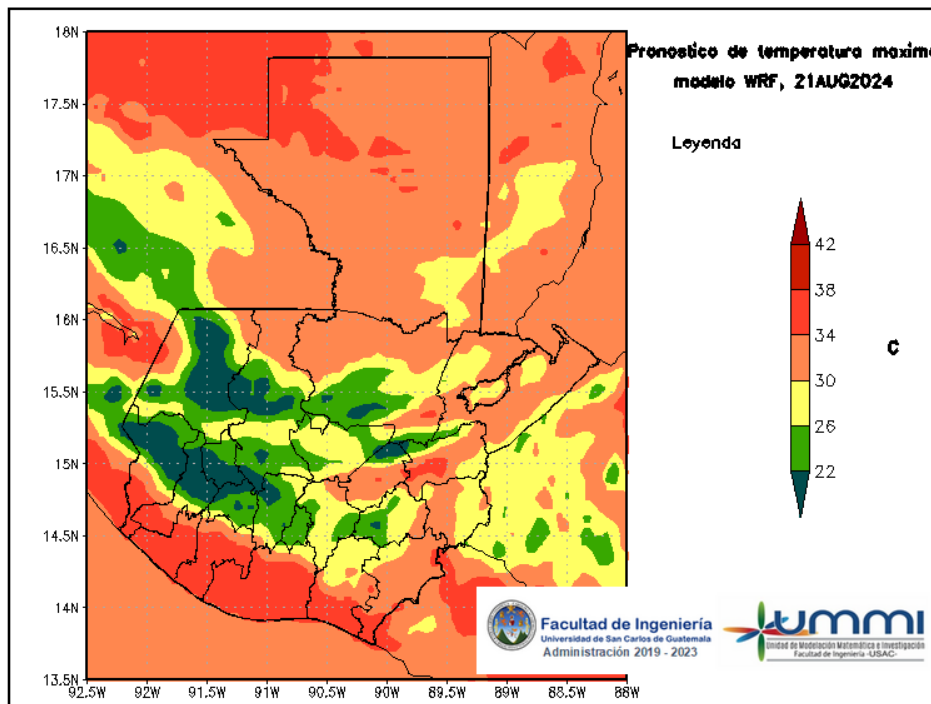 Pronostico de temperatura maxim
modelo WRF, 21AUG2024
Leyenda
42
38
34
30
26
22
C
18N
17.5N
17N
16.5N
16N
15.5N
15N
14.5N
14N
13.5N
92.5W
92W
91.5W
91W
90.5W
90W
89.5W
89W
88.5W
88W
Facultad de Ingeniería
Universidad de San Carlos de Guatemala
Administración 2019 - 2023
UMMI
Unidad de Modelación Matemática e Investigación
Facultad de Ingeniería -USAC-